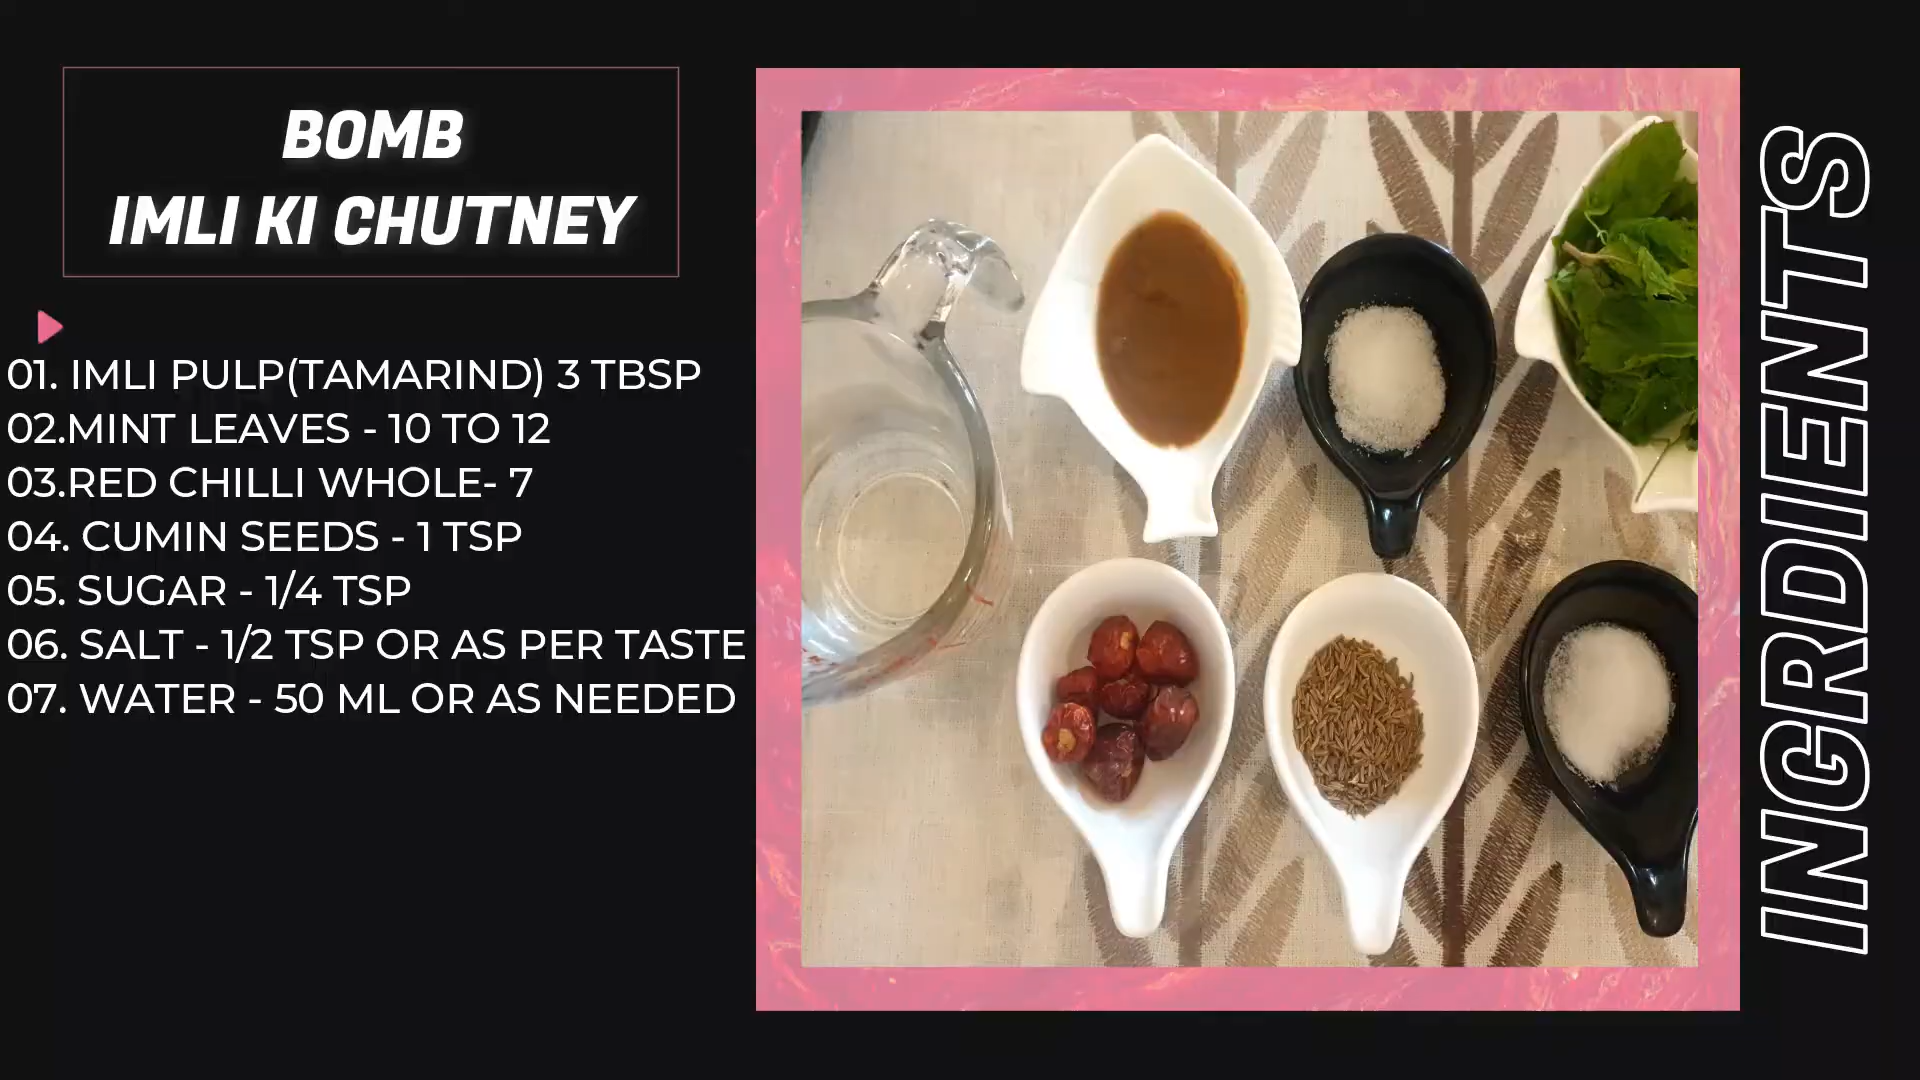 BOMB
IMLI KI CHUTNEY
01. IMLI PULP(TAMARIND) 3 TBSP
02.MINT LEAVES - 10 TO 12
03.RED CHILLI WHOLE- 7
04. CUMIN SEEDS - 1 TSP
05. SUGAR - 1/4 TSP
06. SALT - 1/2 TSP OR AS PER TASTE
07. WATER - 50 ML OR AS NEEDED
INGRDIENTS